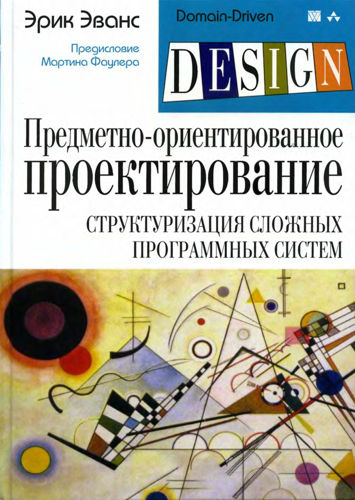 Эрик Эванс
Предисловие
Мартина Фаулера
Domain-Driven
DESIGN
Предметно-ориентированное
проектирование
СТРУКТУРИЗАЦИЯ СЛОЖНЫХ
ПРОГРАММНЫХ СИСТЕМ